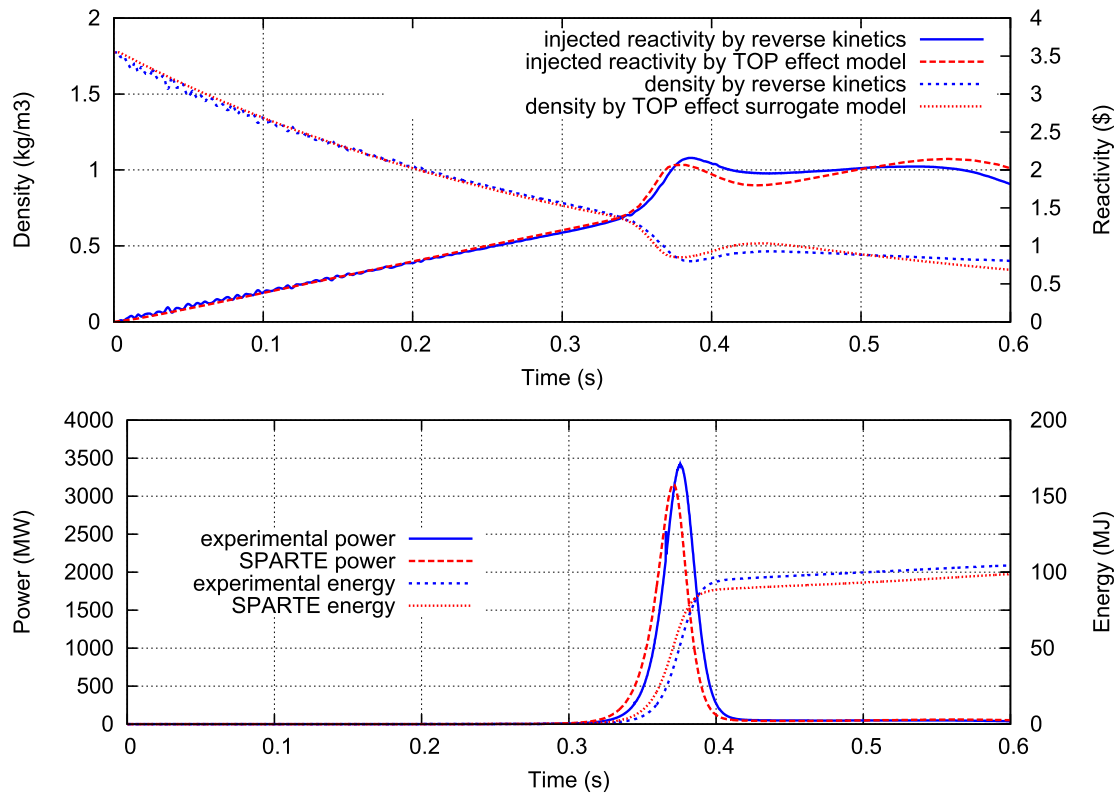 2
1.5
1
0.5
0
4
3.5
3
2.5
2
1.5
1
0.5
0
Density (kg/m3)
Reactivity ($)
injected reactivity by reverse kinetics
injected reactivity by TOP effect model
density by reverse kinetics
density by TOP effect surrogate model
0 0.1 0.2 0.3 0.4 0.5 0.6
Time (s)
4000
3500
3000
2500
2000
1500
1000
500
0
200
150
100
50
0
Power (MW)
Energy (MJ)
experimental power
SPARTE power
experimental energy
SPARTE energy
0 0.1 0.2 0.3 0.4 0.5 0.6
Time (s)